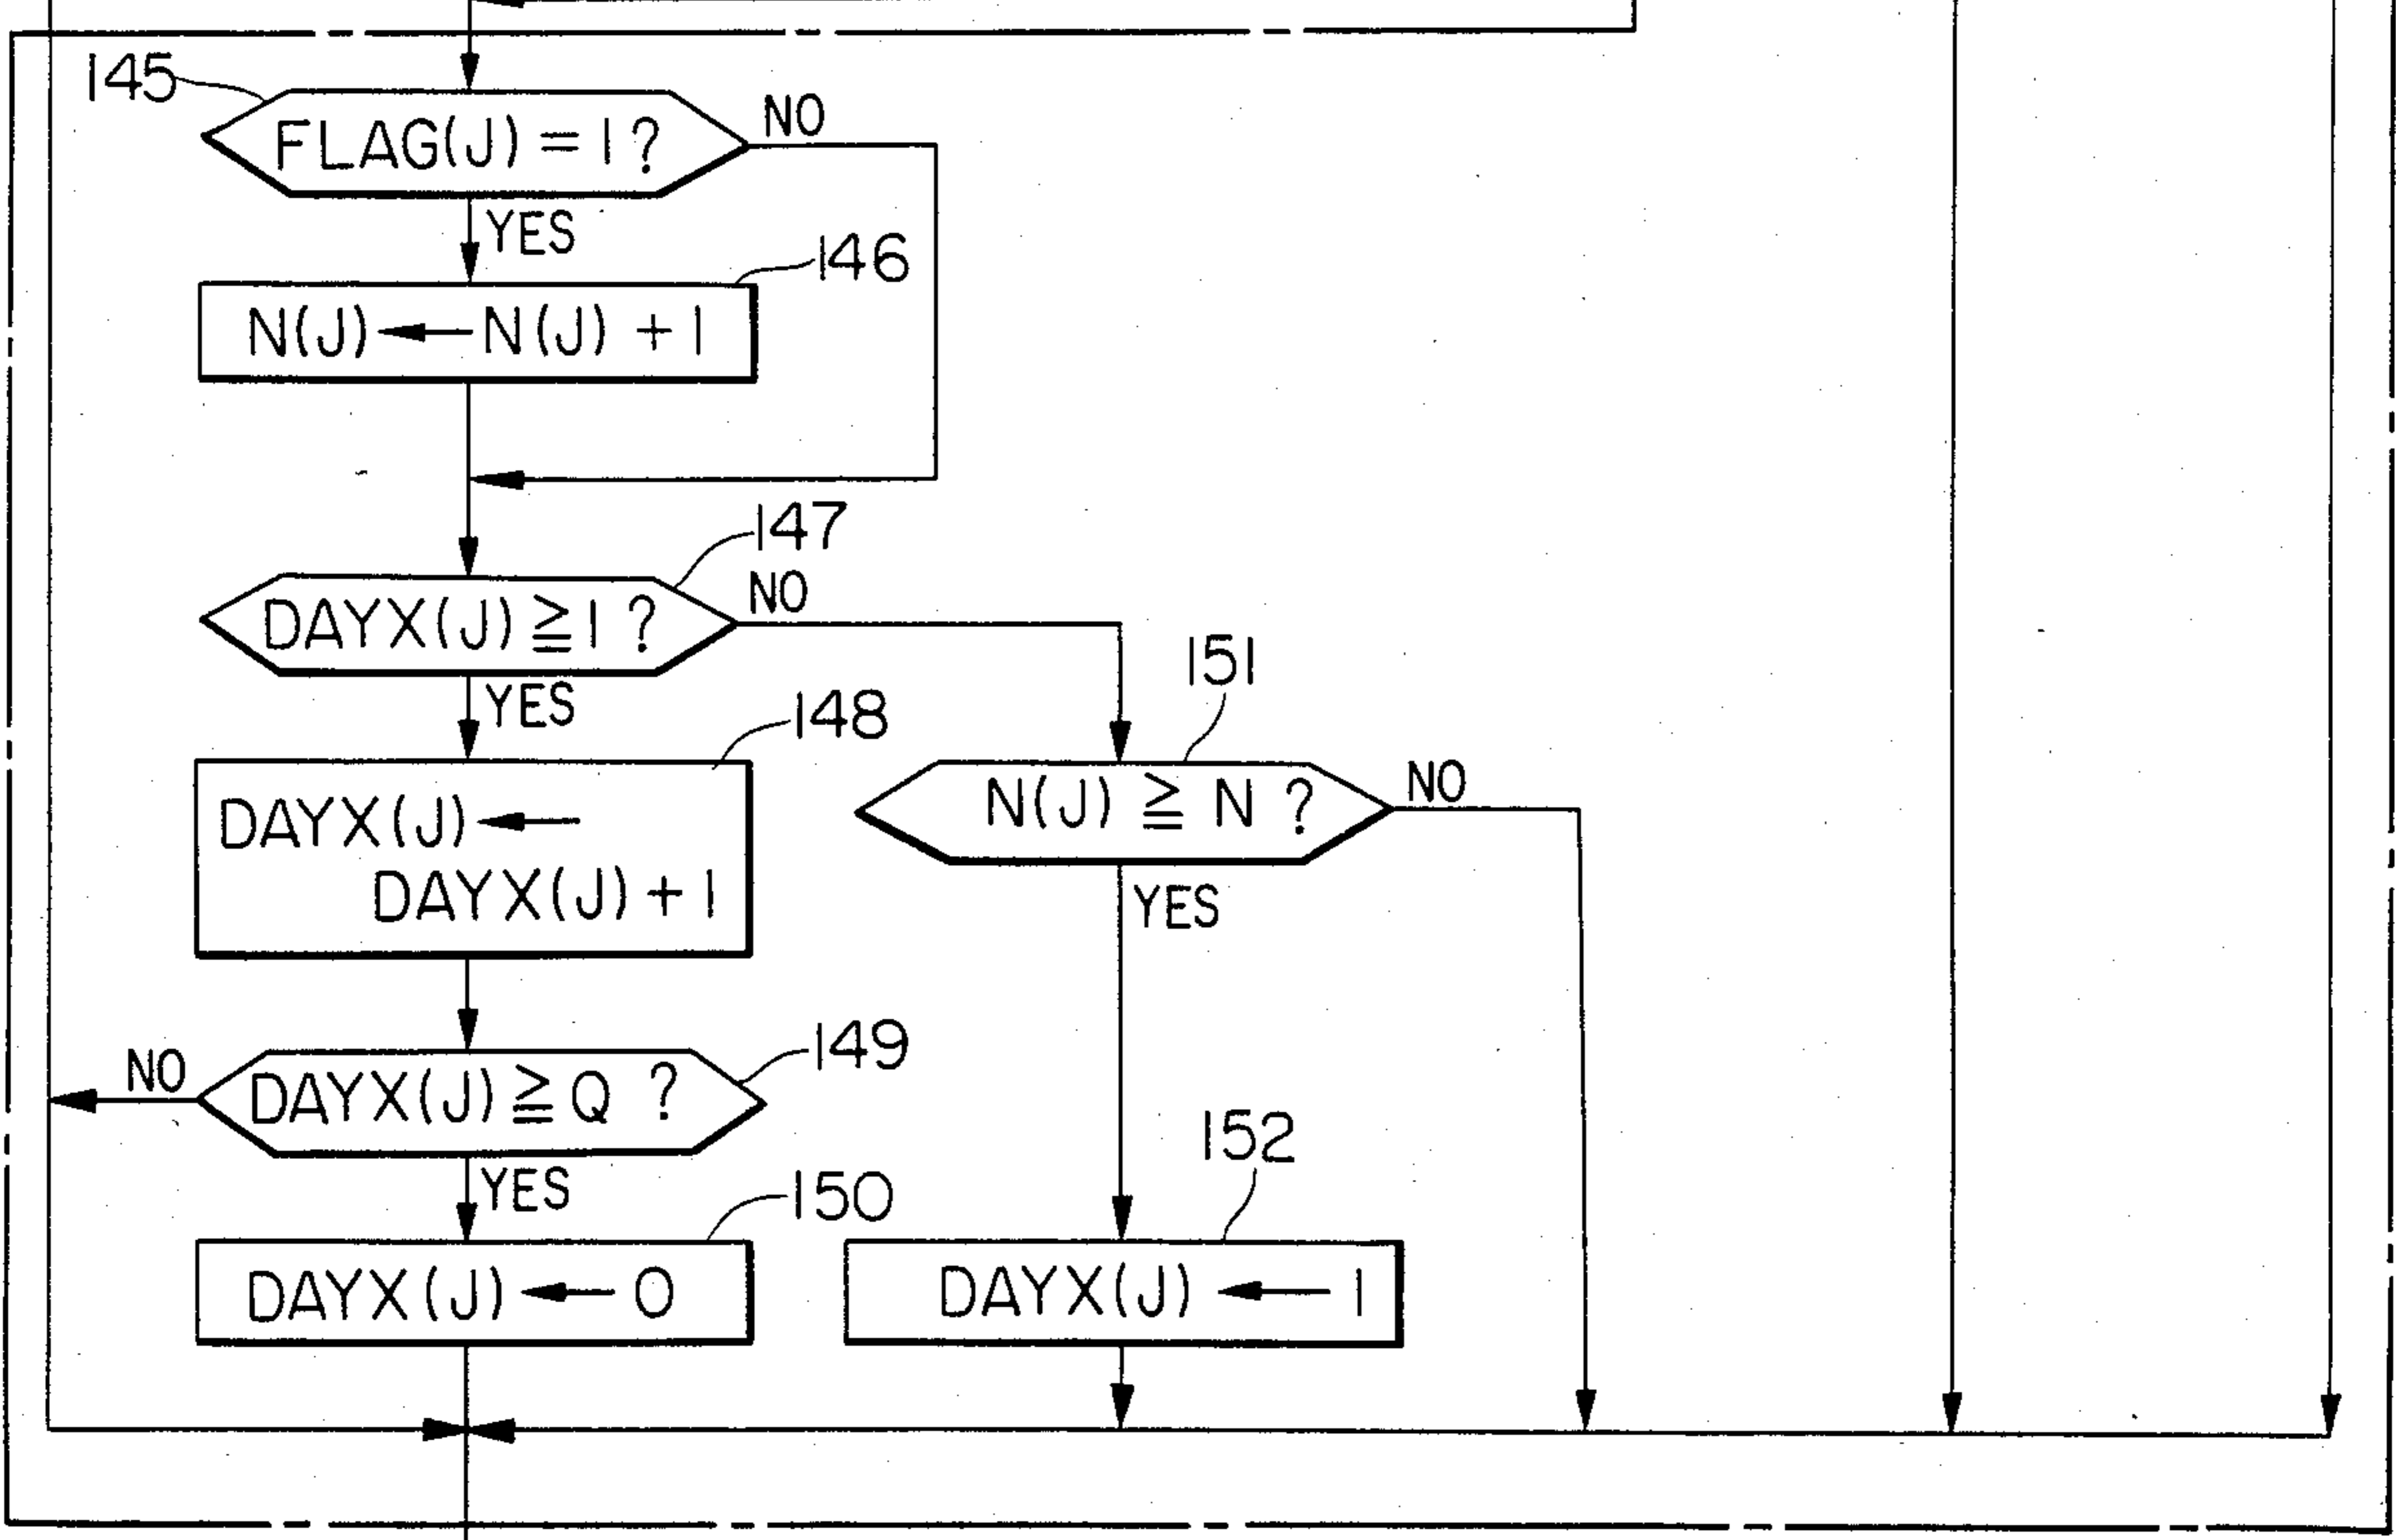 145
FLAG(J) = 1 ?
NO
YES
146
N(J) ← N(J) + 1
147
DAYX(J) ≧ 1 ?
NO
YES
148
DAYX(J) ←
DAYX(J) + 1
151
N(J) ≧ N ?
NO
YES
149
DAYX(J) ≧ Q ?
NO
YES
150
DAYX(J) ← 0
152
DAYX(J) ← 1